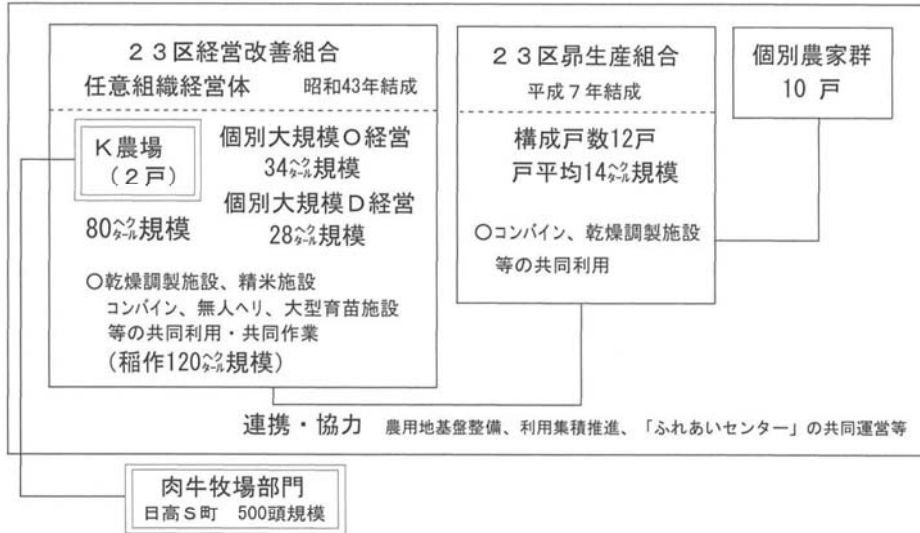 ２３区経営改善組合
任意組織経営体　昭和43年結成
K農場
（２戸）
80ヘクタール規模
個別大規模O経営
34ヘクタール規模
個別大規模D経営
28ヘクタール規模
○乾燥調製施設、精米施設
コンバイン、無人ヘリ、大型育苗施設
等の共同利用・共同作業
（稲作120ヘクタール規模）
２３区昴生産組合
平成７年結成
構成戸数12戸
戸平均14ヘクタール規模
○コンバイン、乾燥調製施設
等の共同利用
個別農家群
10 戸
連携・協力　農用地基盤整備、利用集積推進、「ふれあいセンター」の共同運営等
肉牛牧場部門
日高S町　500頭規模